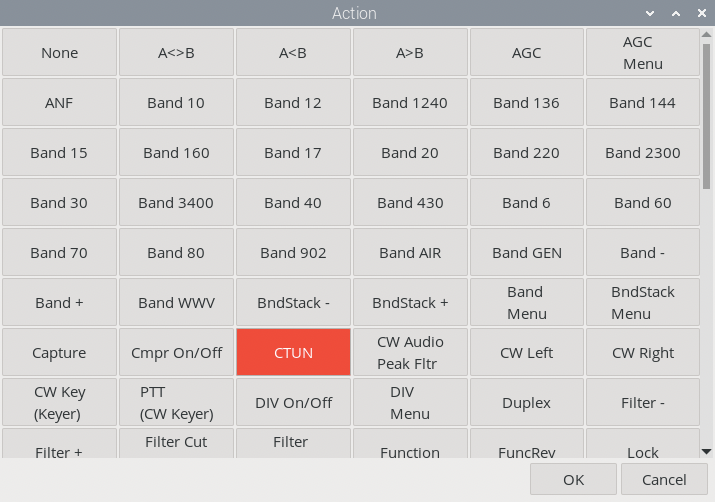 Action
None
A<>B
A<B
A>B
AGC
AGC
Menu
ANF
Band 10
Band 12
Band 1240
Band 136
Band 144
Band 15
Band 160
Band 17
Band 20
Band 220
Band 2300
Band 30
Band 3400
Band 40
Band 430
Band 6
Band 60
Band 70
Band 80
Band 902
Band AIR
Band GEN
Band -
Band +
Band WWV
BndStack -
BndStack +
Band
Menu
BndStack
Menu
Capture
Cmpr On/Off
CTUN
CW Audio
Peak Fltr
CW Left
CW Right
CW Key
(Keyer)
PTT
(CW Keyer)
DIV On/Off
DIV
Menu
Duplex
Filter -
Filter +
Filter Cut
Filter
Function
FuncRev
Lock
OK
Cancel